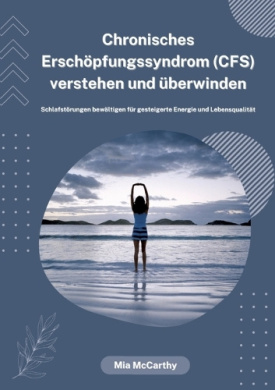 Chronisches
Erschöpfungssyndrom (CFS)
verstehen und überwinden
Schlafstörungen bewältigen für gesteigerte Energie und Lebensqualität
Mia McCarthy